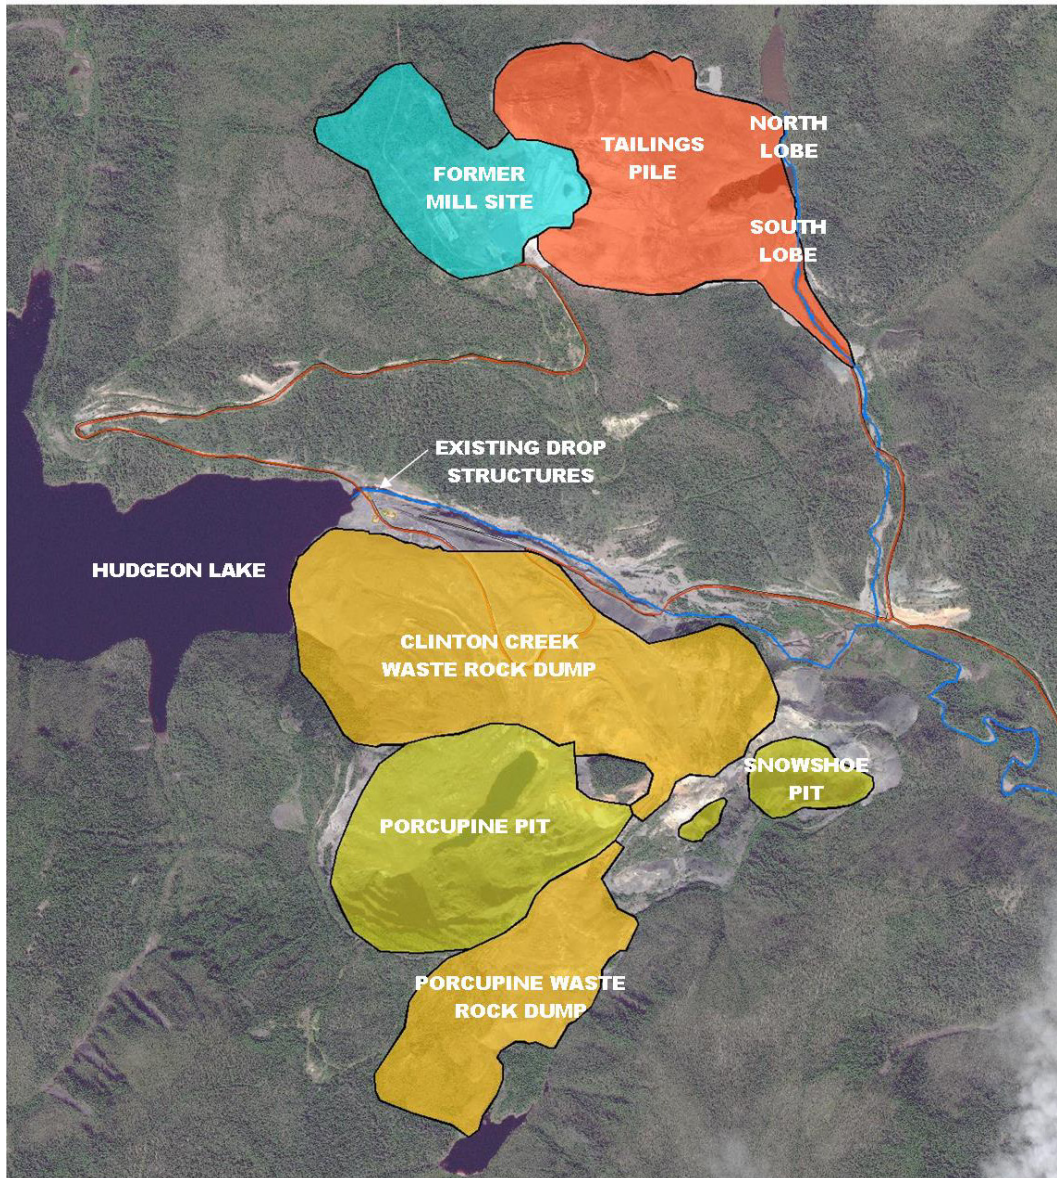 NORTH
LOBE
TAILINGS
PILE
FORMER
MILL SITE
SOUTH
LOBE
EXISTING DROP
STRUCTURES
HUDGEON LAKE
CLINTON CREEK
WASTE ROCK DUMP
SNOWSHOE
PIT
PORCUPINE PIT
PORCUPINE WASTE
ROCK DUMP